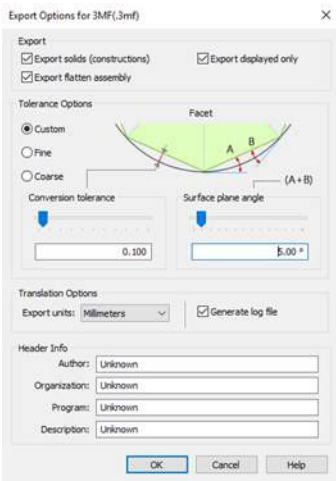 Export Options for 3MF(.3mf)
Export
Export solids (constructions)
Export displayed only
Export flatten assembly
Tolerance Options
Custom
Fine
Coarse
Facet
A
B
(A+B)
Conversion tolerance
0.100
Surface plane angle
5.00 °
Translation Options
Export units: Millimeters
Generate log file
Header Info
Author: Unknown
Organization: Unknown
Program: Unknown
Description: Unknown
OK
Cancel
Help